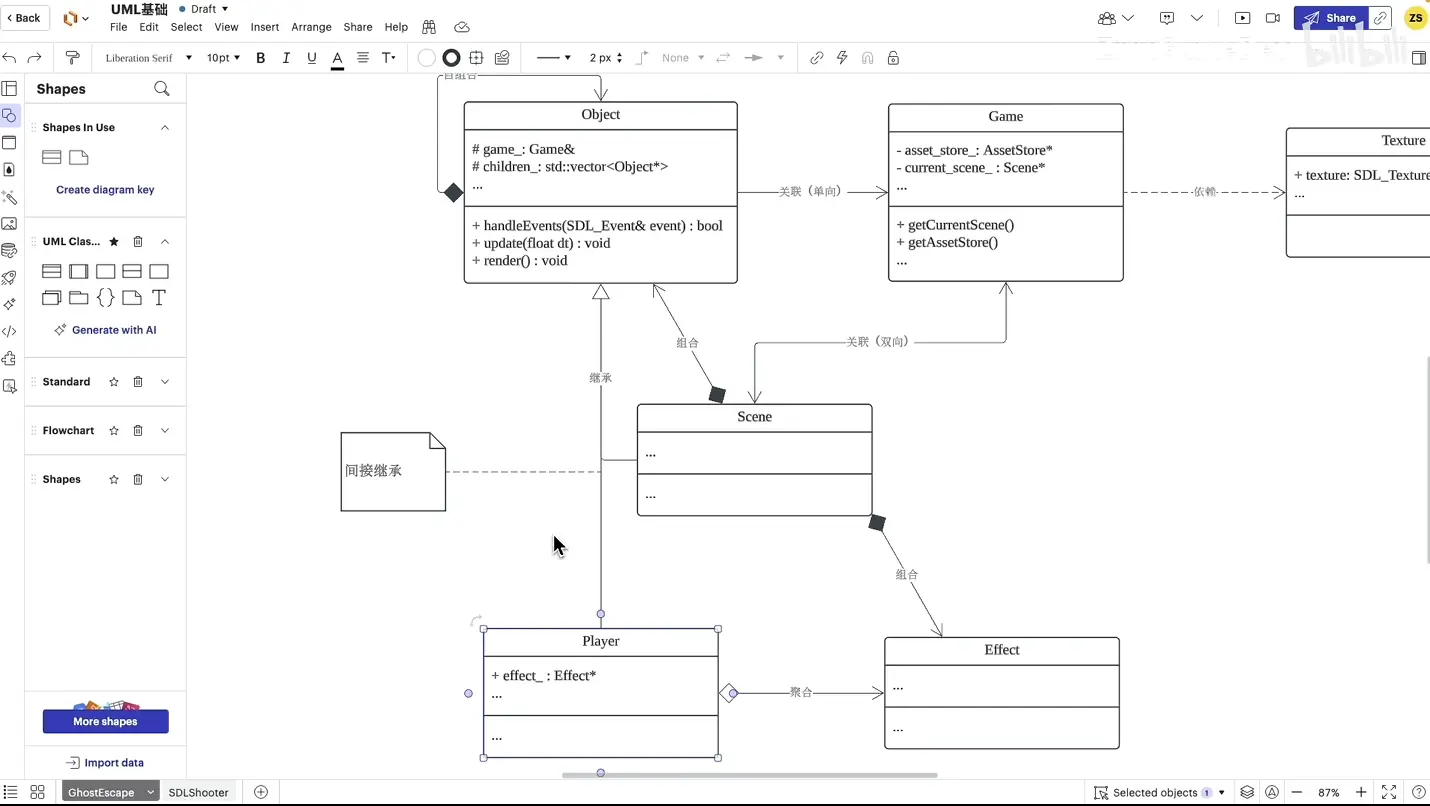 Back
UML基础
Draft
File Edit Select View Insert Arrange Share Help
Share
ZS
Liberation Serif
10pt
B I U A
2 px
None
bilibili
Shapes
Shapes In Use
Create diagram key
UML Clas...
Generate with AI
Standard
Flowchart
Shapes
More shapes
Import data
自组合
Object
# game_: Game&
# children_: std::vector<Object*>
...
+ handleEvents(SDL_Event& event) : bool
+ update(float dt) : void
+ render() : void
关联（单向）
Game
- asset_store_: AssetStore*
- current_scene_ : Scene*
...
+ getCurrentScene()
+ getAssetStore()
...
依赖
Texture
+ texture: SDL_Texture
...
组合
关联（双向）
继承
Scene
...
...
间接继承
组合
Player
+ effect_ : Effect*
...
...
聚合
Effect
...
...
GhostEscape
SDLShooter
Selected objects 1
87%